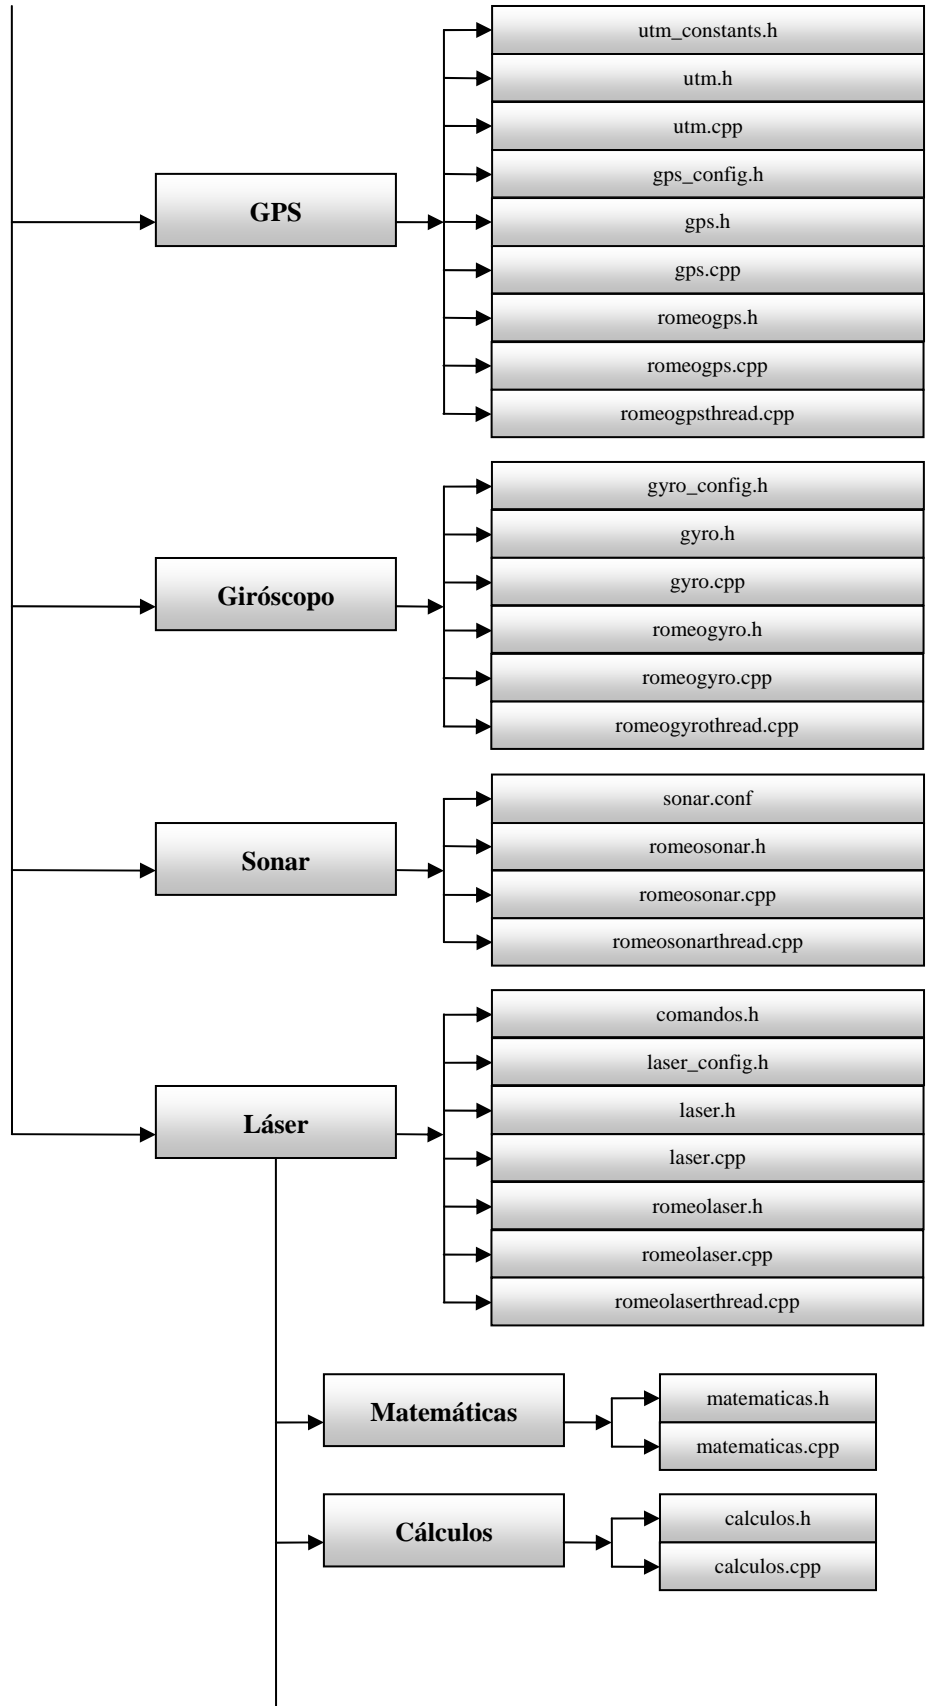 GPS
utm_constants.h
utm.h
utm.cpp
gps_config.h
gps.h
gps.cpp
romeogps.h
romeogps.cpp
romeogpsthread.cpp
Giróscopo
gyro_config.h
gyro.h
gyro.cpp
romeogyro.h
romeogyro.cpp
romeogyrothread.cpp
Sonar
sonar.conf
romeosonar.h
romeosonar.cpp
romeosonarthread.cpp
Láser
comandos.h
laser_config.h
laser.h
laser.cpp
romeolaser.h
romeolaser.cpp
romeolaserthread.cpp
Matemáticas
matematicas.h
matematicas.cpp
Cálculos
calculos.h
calculos.cpp